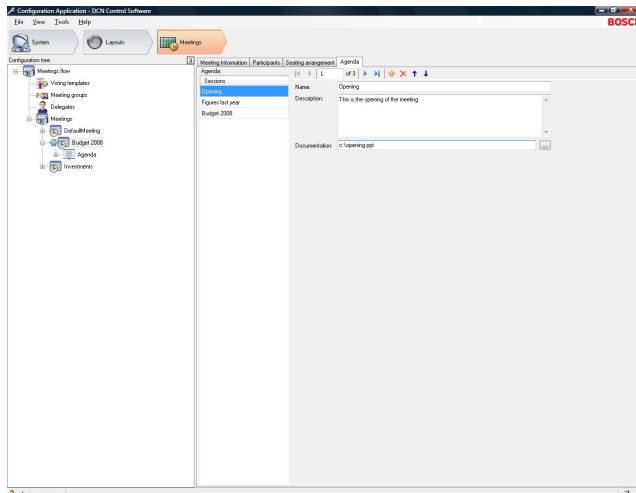 Configuration Application - DCN Control Software
File View Tools Help
BOSCH
System Layouts Meetings
Configuration tree
Meetings flow
Voting templates
Meeting groups
Delegates
Meetings
DefaultMeeting
Budget 2008
Agenda
Investments
Meeting Information Participants Seating arrangement Agenda
Agenda:
Sessions
Opening
Figures last year
Budget 2008
1 of 3
Name: Opening
Description: This is the opening of the meeting
Documentation: c:\opening.ppt ...